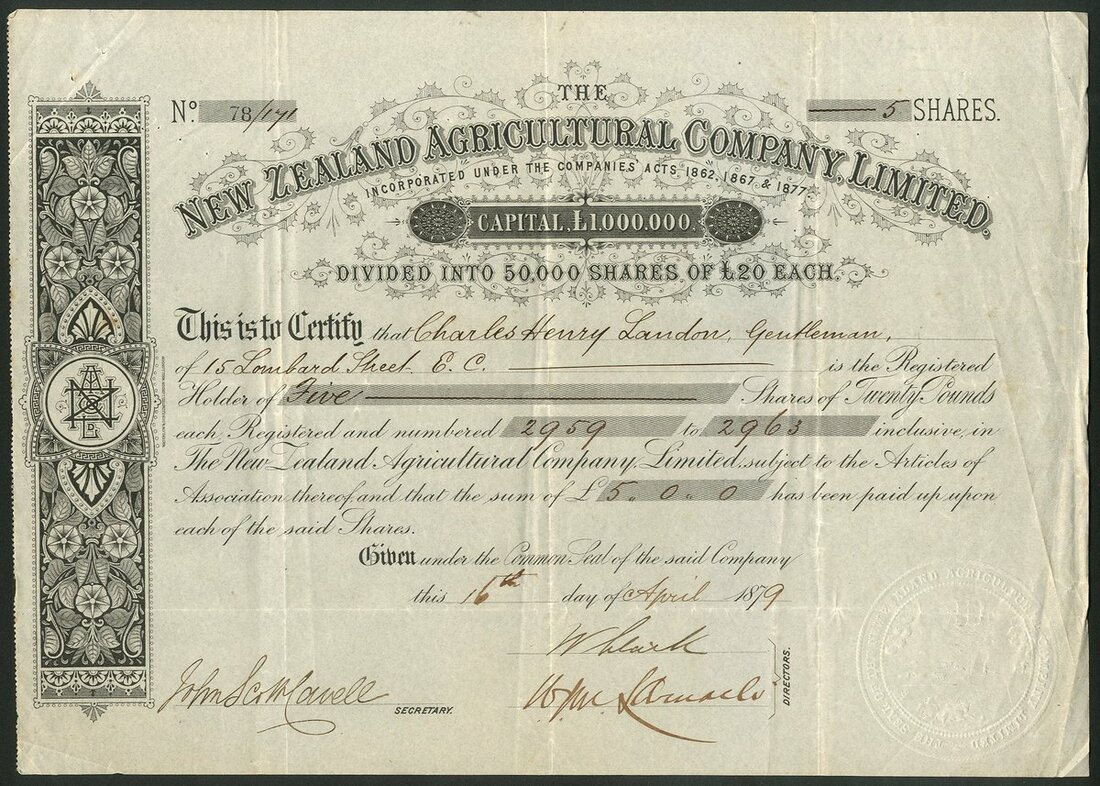 THE
No. 78/171 5 SHARES.
NEW ZEALAND AGRICULTURAL COMPANY, LIMITED.
INCORPORATED UNDER THE COMPANIES' ACTS, 1862, 1867, & 1877.
CAPITAL, £1,000,000
DIVIDED INTO 50,000 SHARES OF £20 EACH.
This is to Certify that Charles Henry Landon, Gentleman,
of 15 Lombard Street E.C. is the Registered
Holder of Five Shares of Twenty Pounds
each, Registered and numbered 2959 to 2963 inclusive, in
The New Zealand Agricultural Company, Limited, subject to the Articles of
Association thereof, and that the sum of £ 5 " 0 " 0 has been paid up upon
each of the said Shares.
Given under the Common Seal of the said Company
this 16th day of April 1879
W Clark
John Scott Cavell SECRETARY.
DIRECTORS.